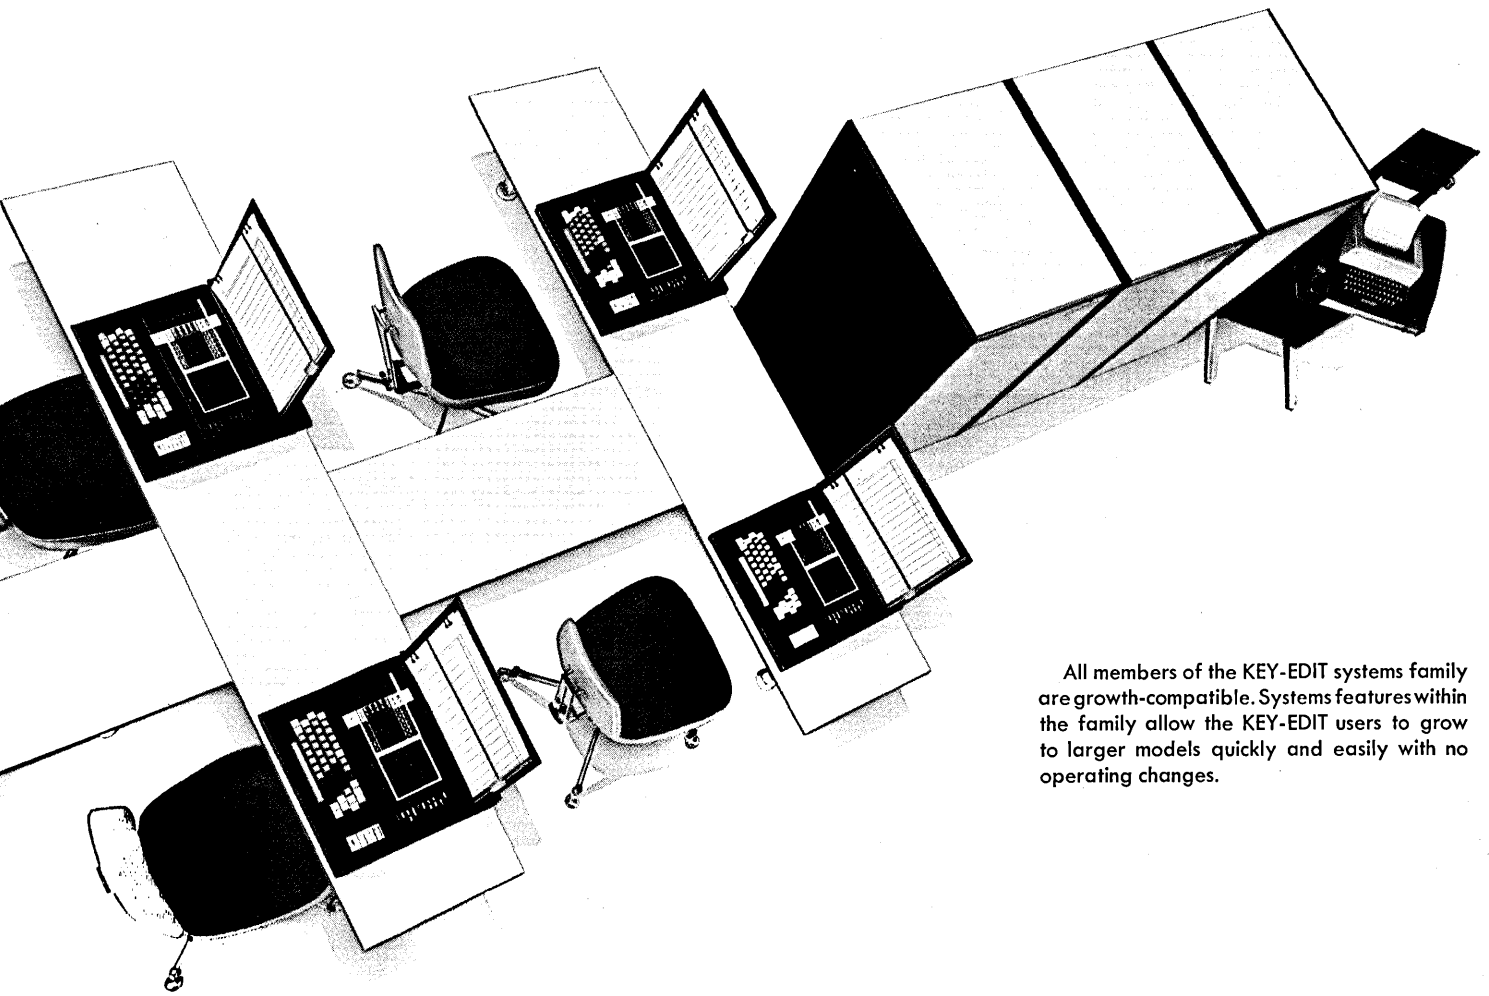 All members of the KEY-EDIT systems family
are growth-compatible. Systems features within
the family allow the KEY-EDIT users to grow
to larger models quickly and easily with no
operating changes.